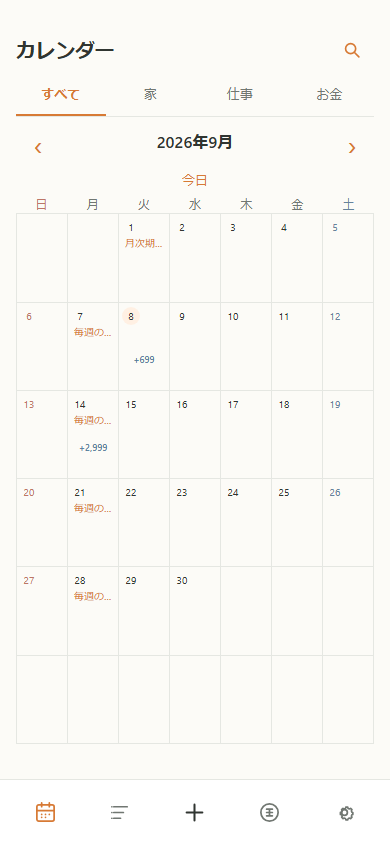 カレンダー
すべて 家 仕事 お金
‹ 2026年9月 ›
今日
日 月 火 水 木 金 土
1 2 3 4 5
月次期...
6 7 8 9 10 11 12
毎週の...
+699
13 14 15 16 17 18 19
毎週の...
+2,999
20 21 22 23 24 25 26
毎週の...
27 28 29 30
毎週の...